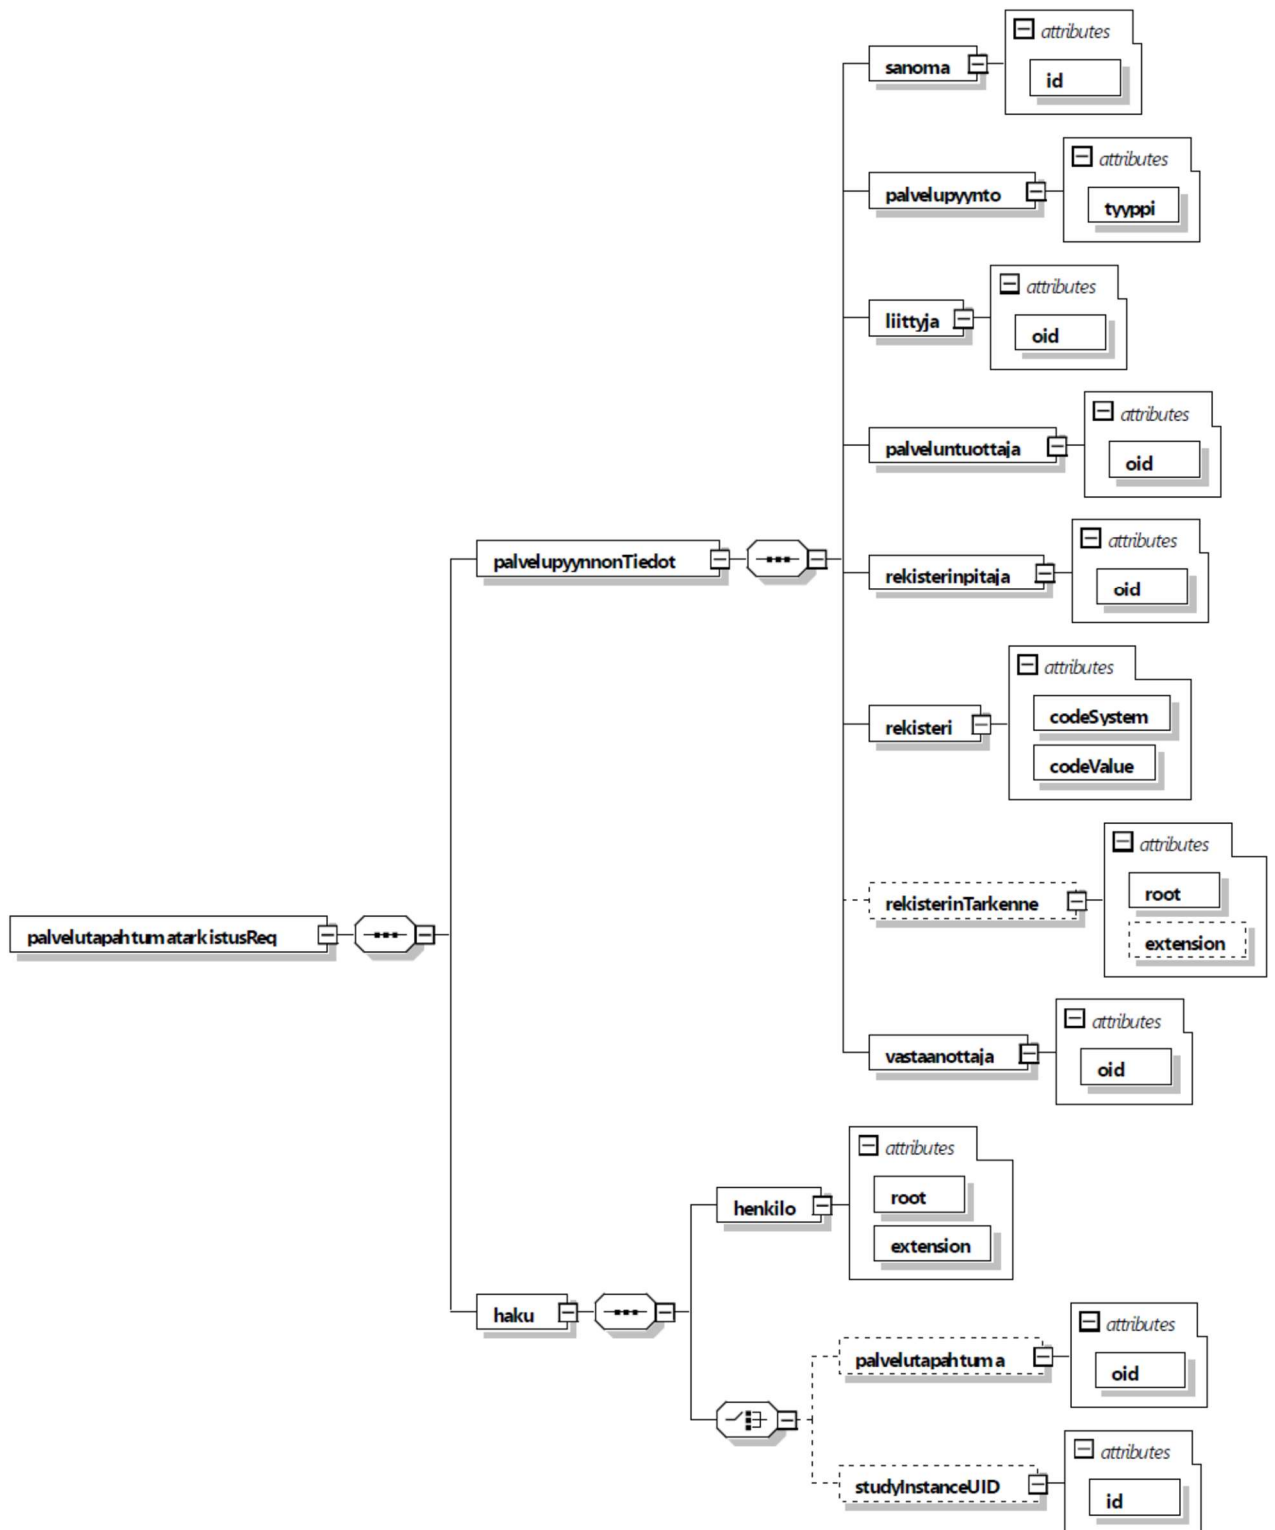 attributes
sanoma
id
attributes
palvelupyynto
tyyppi
attributes
liittyja
oid
attributes
palveluntuottaja
oid
attributes
palvelupyynnonTiedot
rekisterinpitaja
oid
attributes
codeSystem
rekisteri
codeValue
attributes
root
rekisterinTarkenne
extension
palvelutapahtumatarkistusReq
attributes
vastaanottaja
oid
attributes
root
henkilo
extension
haku
attributes
palvelutapahtuma
oid
attributes
studyInstanceUID
id